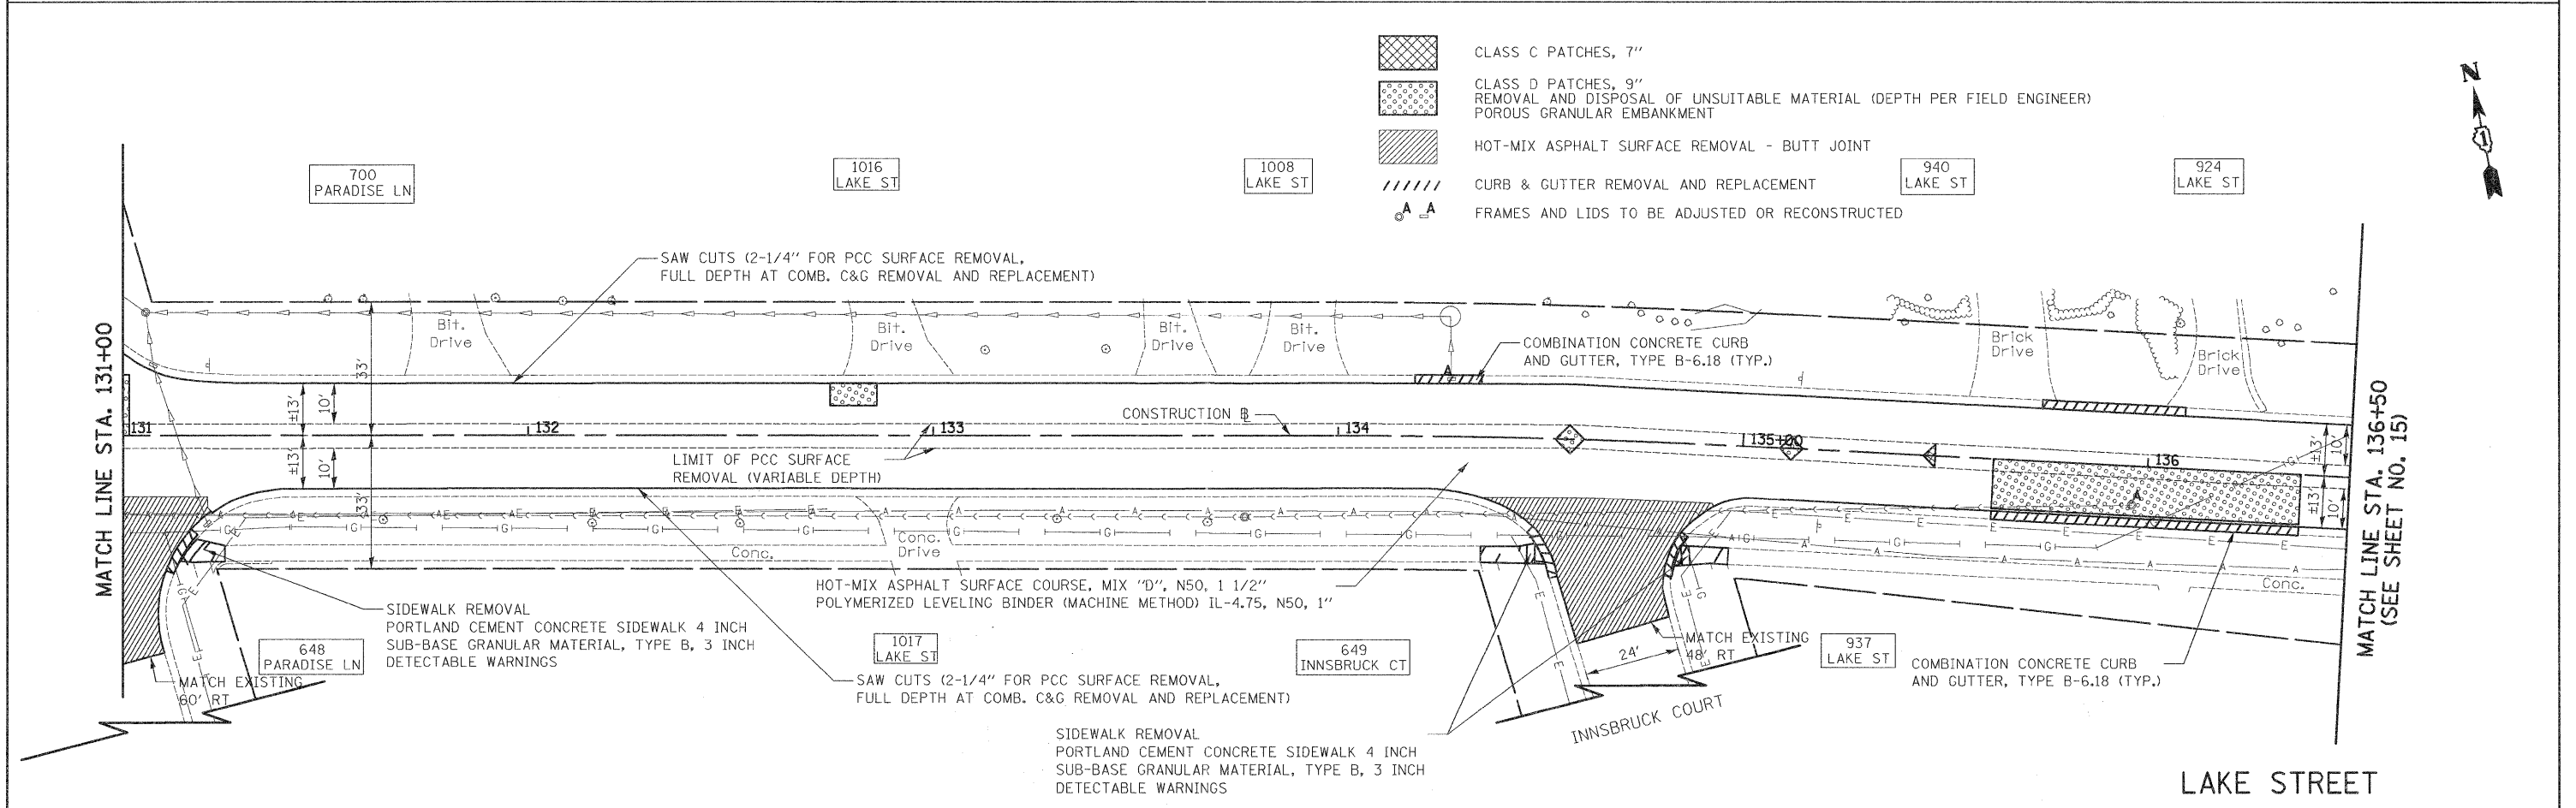 CLASS C PATCHES, 7"
CLASS D PATCHES, 9"
REMOVAL AND DISPOSAL OF UNSUITABLE MATERIAL (DEPTH PER FIELD ENGINEER)
POROUS GRANULAR EMBANKMENT
HOT-MIX ASPHALT SURFACE REMOVAL - BUTT JOINT
CURB & GUTTER REMOVAL AND REPLACEMENT
A A
FRAMES AND LIDS TO BE ADJUSTED OR RECONSTRUCTED
N
1
700
PARADISE LN
1016
LAKE ST
1008
LAKE ST
940
LAKE ST
924
LAKE ST
SAW CUTS (2-1/4" FOR PCC SURFACE REMOVAL,
FULL DEPTH AT COMB. C&G REMOVAL AND REPLACEMENT)
MATCH LINE STA. 131+00
Bit.
Drive
Bit.
Drive
Bit.
Drive
Bit.
Drive
Brick
Drive
Brick
Drive
COMBINATION CONCRETE CURB
AND GUTTER, TYPE B-6.18 (TYP.)
A
33'
±13'
10'
±13'
10'
33'
131
132
133
134
135+00
136
CONSTRUCTION BL
LIMIT OF PCC SURFACE
REMOVAL (VARIABLE DEPTH)
±13'
10'
±13'
10'
A
MATCH LINE STA. 136+50
(SEE SHEET NO. 15)
Conc.
Conc.
Drive
Conc.
HOT-MIX ASPHALT SURFACE COURSE, MIX "D", N50, 1 1/2"
POLYMERIZED LEVELING BINDER (MACHINE METHOD) IL-4.75, N50, 1"
SIDEWALK REMOVAL
PORTLAND CEMENT CONCRETE SIDEWALK 4 INCH
SUB-BASE GRANULAR MATERIAL, TYPE B, 3 INCH
DETECTABLE WARNINGS
648
PARADISE LN
1017
LAKE ST
649
INNSBRUCK CT
937
LAKE ST
MATCH EXISTING
60' RT
MATCH EXISTING
48' RT
24'
SAW CUTS (2-1/4" FOR PCC SURFACE REMOVAL,
FULL DEPTH AT COMB. C&G REMOVAL AND REPLACEMENT)
COMBINATION CONCRETE CURB
AND GUTTER, TYPE B-6.18 (TYP.)
INNSBRUCK COURT
SIDEWALK REMOVAL
PORTLAND CEMENT CONCRETE SIDEWALK 4 INCH
SUB-BASE GRANULAR MATERIAL, TYPE B, 3 INCH
DETECTABLE WARNINGS
LAKE STREET